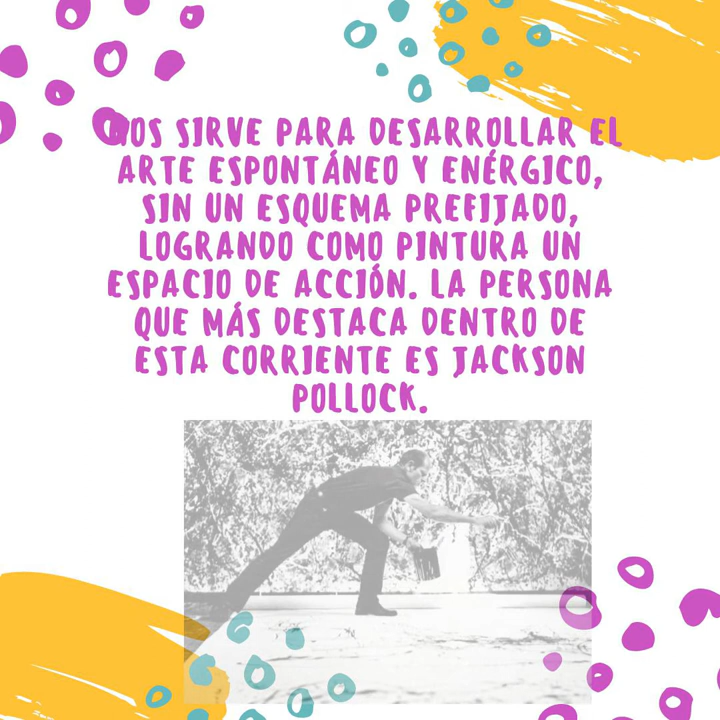 NOS SIRVE PARA DESARROLLAR EL
ARTE ESPONTÁNEO Y ENÉRGICO,
SIN UN ESQUEMA PREFIJADO,
LOGRANDO COMO PINTURA UN
ESPACIO DE ACCIÓN. LA PERSONA
QUE MÁS DESTACA DENTRO DE
ESTA CORRIENTE ES JACKSON
POLLOCK.